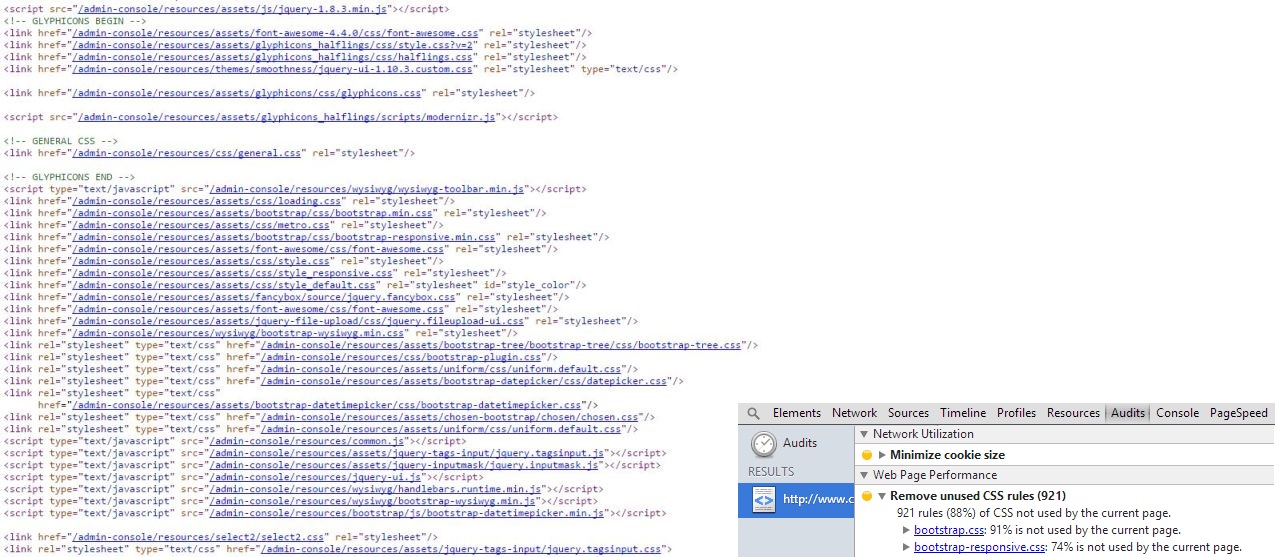 <script src="/admin-console/resources/assets/js/jquery-1.8.3.min.js"></script>
<!-- GLYPHICONS BEGIN -->
<link href="/admin-console/resources/assets/font-awesome-4.4.0/css/font-awesome.css" rel="stylesheet"/>
<link href="/admin-console/resources/assets/glyphicons_halflings/css/style.css?v=2" rel="stylesheet"/>
<link href="/admin-console/resources/assets/glyphicons_halflings/css/halflings.css" rel="stylesheet"/>
<link href="/admin-console/resources/themes/smoothness/jquery-ui-1.10.3.custom.css" rel="stylesheet" type="text/css"/>
<link href="/admin-console/resources/assets/glyphicons/css/glyphicons.css" rel="stylesheet"/>
<script src="/admin-console/resources/assets/glyphicons_halflings/scripts/modernizr.js"></script>
<!-- GENERAL CSS -->
<link href="/admin-console/resources/css/general.css" rel="stylesheet"/>
<!-- GLYPHICONS END -->
<script type="text/javascript" src="/admin-console/resources/wysiwyg/wysiwyg-toolbar.min.js"></script>
<link href="/admin-console/resources/assets/css/loading.css" rel="stylesheet"/>
<link href="/admin-console/resources/assets/bootstrap/css/bootstrap.min.css" rel="stylesheet"/>
<link href="/admin-console/resources/assets/css/metro.css" rel="stylesheet"/>
<link href="/admin-console/resources/assets/bootstrap/css/bootstrap-responsive.min.css" rel="stylesheet"/>
<link href="/admin-console/resources/assets/font-awesome/css/font-awesome.css" rel="stylesheet"/>
<link href="/admin-console/resources/assets/css/style.css" rel="stylesheet"/>
<link href="/admin-console/resources/assets/css/style_responsive.css" rel="stylesheet"/>
<link href="/admin-console/resources/assets/css/style_default.css" rel="stylesheet" id="style_color"/>
<link href="/admin-console/resources/assets/fancybox/source/jquery.fancybox.css" rel="stylesheet"/>
<link href="/admin-console/resources/assets/font-awesome/css/font-awesome.css" rel="stylesheet"/>
<link href="/admin-console/resources/assets/jquery-file-upload/css/jquery.fileupload-ui.css" rel="stylesheet"/>
<link href="/admin-console/resources/wysiwyg/bootstrap-wysiwyg.min.css" rel="stylesheet"/>
<link rel="stylesheet" type="text/css" href="/admin-console/resources/assets/bootstrap-tree/bootstrap-tree/css/bootstrap-tree.css"/>
<link rel="stylesheet" type="text/css" href="/admin-console/resources/css/bootstrap-plugin.css"/>
<link rel="stylesheet" type="text/css" href="/admin-console/resources/assets/uniform/css/uniform.default.css"/>
<link rel="stylesheet" type="text/css" href="/admin-console/resources/assets/bootstrap-datepicker/css/datepicker.css"/>
<link rel="stylesheet" type="text/css"
href="/admin-console/resources/assets/bootstrap-datetimepicker/css/bootstrap-datetimepicker.css"/>
<link rel="stylesheet" type="text/css" href="/admin-console/resources/assets/chosen-bootstrap/chosen/chosen.css"/>
<link rel="stylesheet" type="text/css" href="/admin-console/resources/assets/uniform/css/uniform.default.css"/>
<script type="text/javascript" src="/admin-console/resources/common.js"></script>
<script type="text/javascript" src="/admin-console/resources/assets/jquery-tags-input/jquery.tagsinput.js"></script>
<script type="text/javascript" src="/admin-console/resources/assets/jquery-inputmask/jquery.inputmask.js"></script>
<script type="text/javascript" src="/admin-console/resources/jquery-ui.js"></script>
<script type="text/javascript" src="/admin-console/resources/wysiwyg/handlebars.runtime.min.js"></script>
<script type="text/javascript" src="/admin-console/resources/wysiwyg/bootstrap-wysiwyg.min.js"></script>
<script type="text/javascript" src="/admin-console/resources/bootstrap/js/bootstrap-datetimepicker.min.js"></script>
<link href="/admin-console/resources/select2/select2.css" rel="stylesheet"/>
<link rel="stylesheet" type="text/css" href="/admin-console/resources/assets/jquery-tags-input/jquery.tagsinput.css">
Elements Network Sources Timeline Profiles Resources Audits Console PageSpeed
Audits
RESULTS
http://www.c
Network Utilization
Minimize cookie size
Web Page Performance
Remove unused CSS rules (921)
921 rules (88%) of CSS not used by the current page.
bootstrap.css: 91% is not used by the current page.
bootstrap-responsive.css: 74% is not used by the current page.